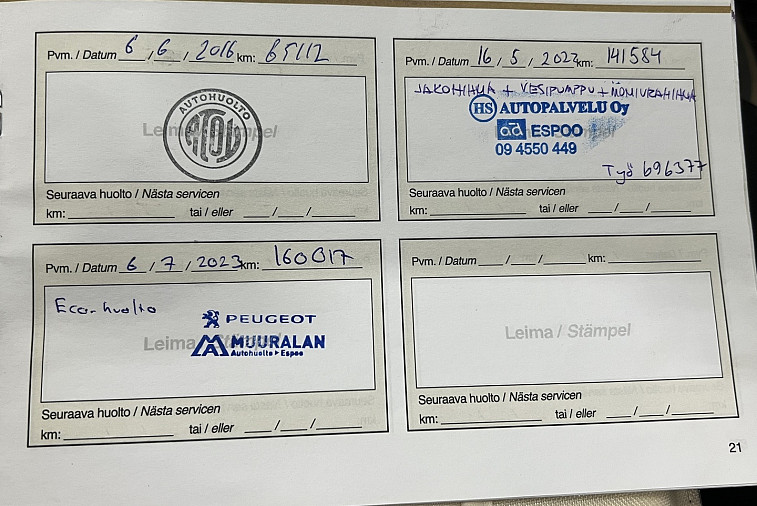 Pvm. / Datum 6 / 6 / 2016 km: 65112
AUTOHUOLTO
ATOY
Leima / Stämpel
Seuraava huolto / Nästa servicen
km: tai / eller / /
Pvm. / Datum 16 / 5 / 2022 km: 141584
JAKOHIHNA + VESIPUMPPU + MONIURAHIHNA
HS AUTOPALVELU Oy
ad ESPOO
09 4550 449
Työ 696377
Seuraava huolto / Nästa servicen
km: tai / eller / /
Pvm. / Datum 6 / 7 / 2023 km: 160017
Eco-huolto
PEUGEOT
Leima / Stämpel
MUURALAN
Autohuolto Espoo
Seuraava huolto / Nästa servicen
km: tai / eller / /
Pvm. / Datum / / km:
Leima / Stämpel
Seuraava huolto / Nästa servicen
km: tai / eller / /
21